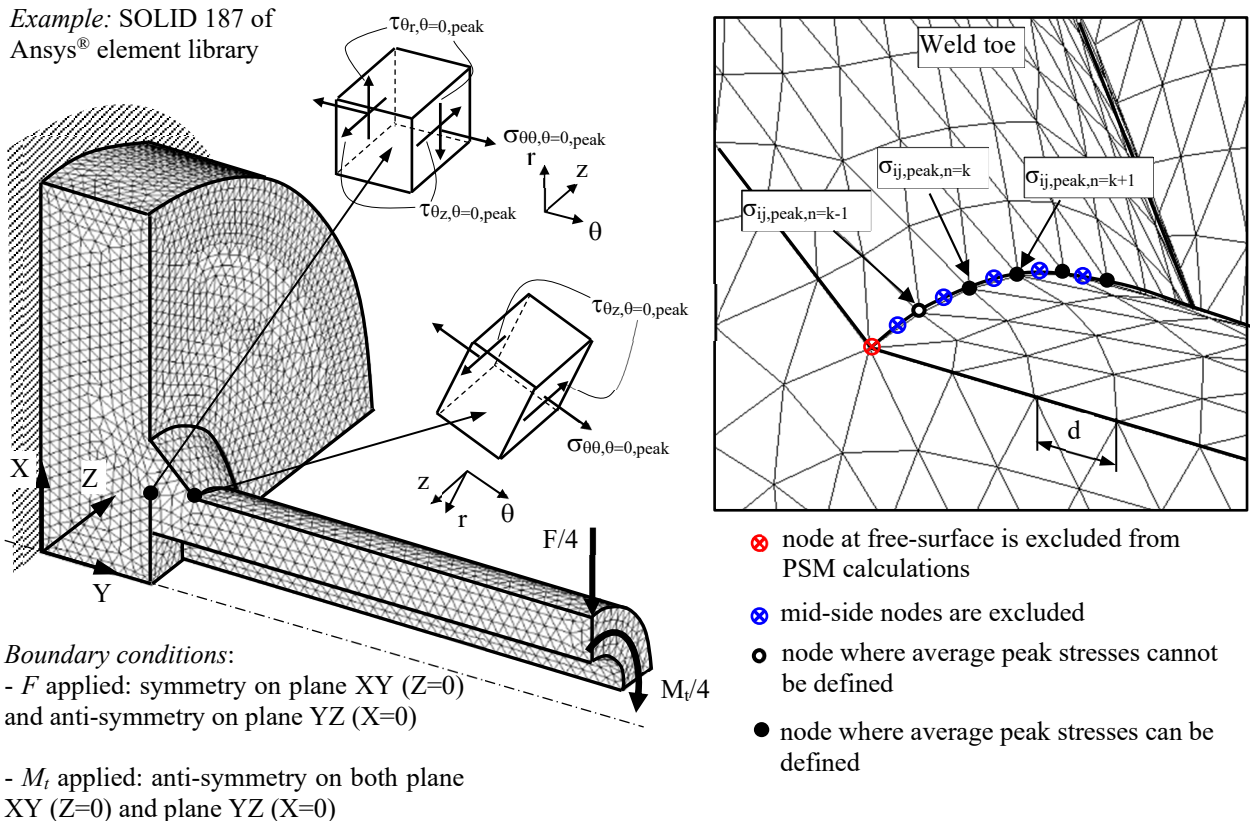 Example: SOLID 187 of
Ansys® element library
τθr,θ=0,peak
σθθ,θ=0,peak
τθz,θ=0,peak
r
z
θ
τθz,θ=0,peak
σθθ,θ=0,peak
z
r
θ
X
Z
Y
F/4
Mt/4
Boundary conditions:
- F applied: symmetry on plane XY (Z=0)
and anti-symmetry on plane YZ (X=0)
- Mt applied: anti-symmetry on both plane
XY (Z=0) and plane YZ (X=0)
Weld toe
σij,peak,n=k
σij,peak,n=k+1
σij,peak,n=k-1
d
node at free-surface is excluded from
PSM calculations
mid-side nodes are excluded
node where average peak stresses cannot
be defined
node where average peak stresses can be
defined